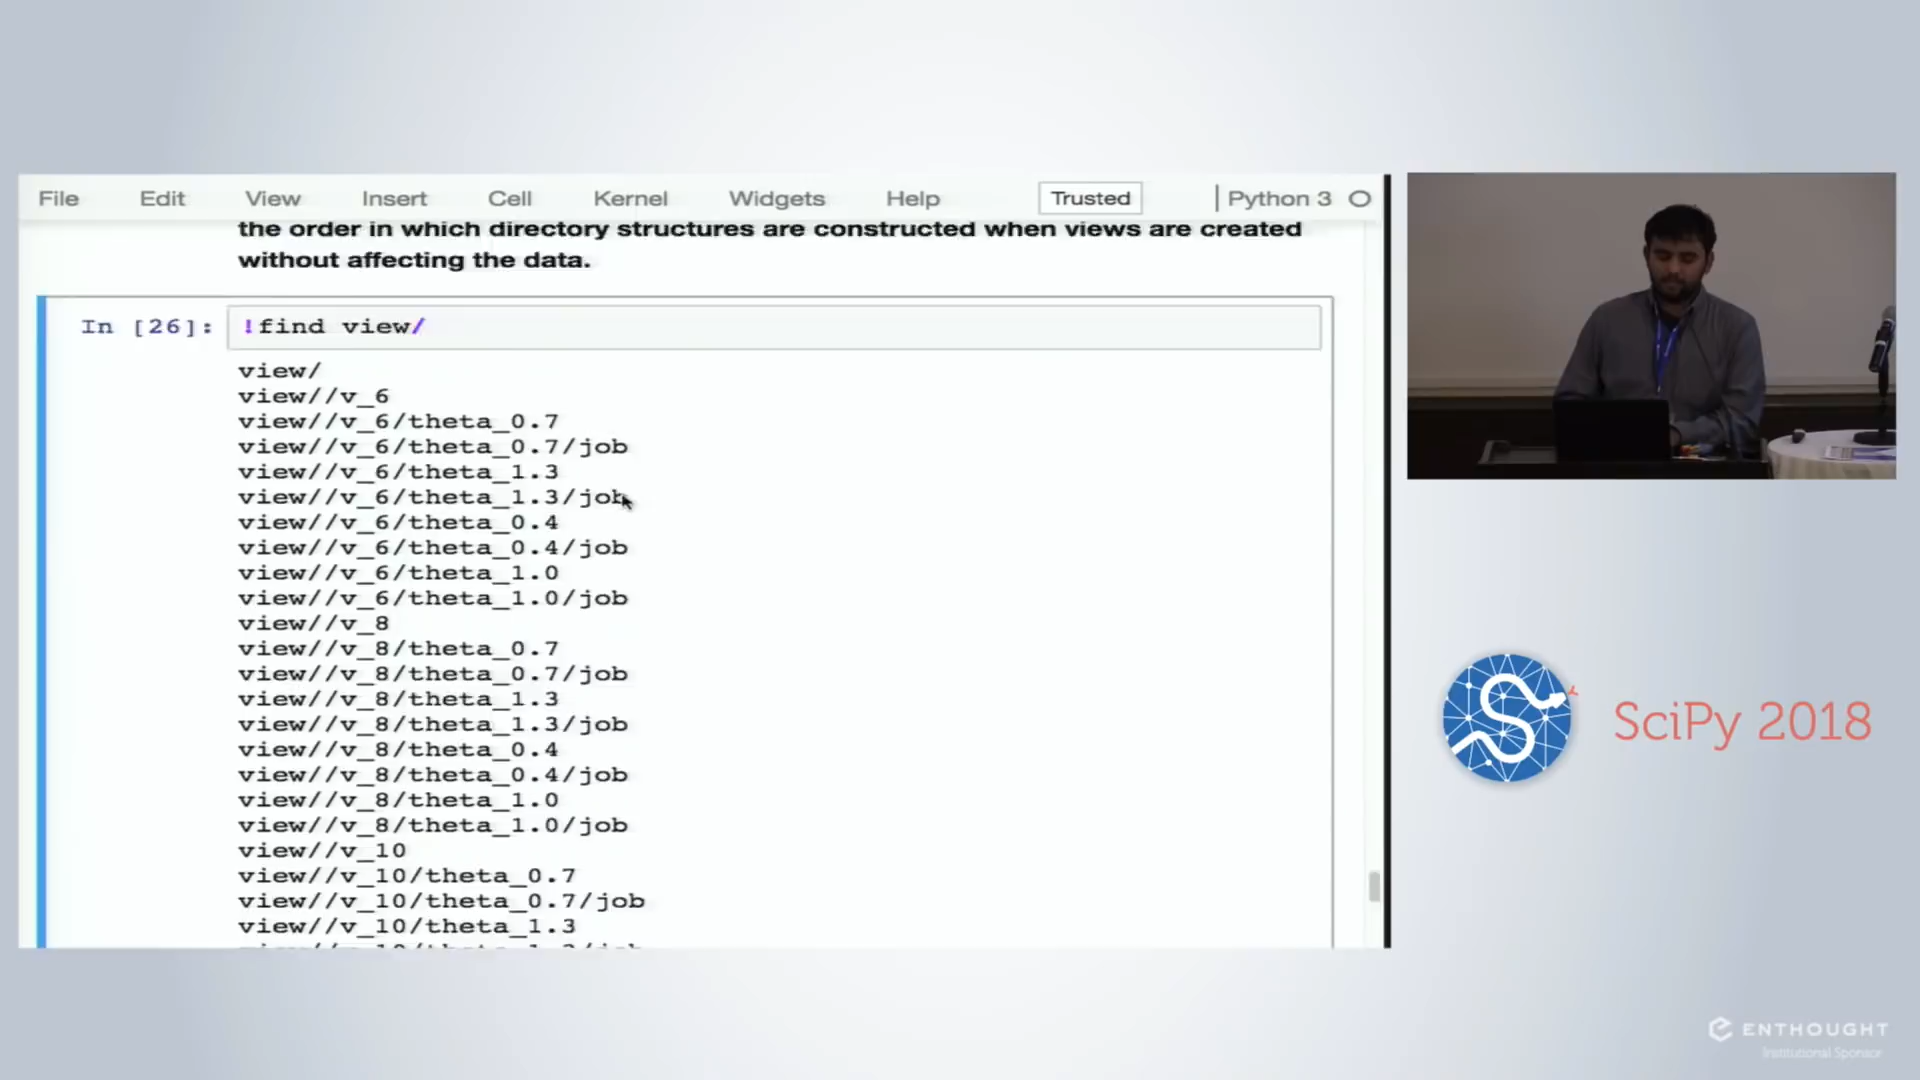 File Edit View Insert Cell Kernel Widgets Help Trusted Python 3
the order in which directory structures are constructed when views are created
without affecting the data.
In [26]: !find view/
view/
view//v_6
view//v_6/theta_0.7
view//v_6/theta_0.7/job
view//v_6/theta_1.3
view//v_6/theta_1.3/job
view//v_6/theta_0.4
view//v_6/theta_0.4/job
view//v_6/theta_1.0
view//v_6/theta_1.0/job
view//v_8
view//v_8/theta_0.7
view//v_8/theta_0.7/job
view//v_8/theta_1.3
view//v_8/theta_1.3/job
view//v_8/theta_0.4
view//v_8/theta_0.4/job
view//v_8/theta_1.0
view//v_8/theta_1.0/job
view//v_10
view//v_10/theta_0.7
view//v_10/theta_0.7/job
view//v_10/theta_1.3
SciPy 2018
ENTHOUGHT
Institutional Sponsor